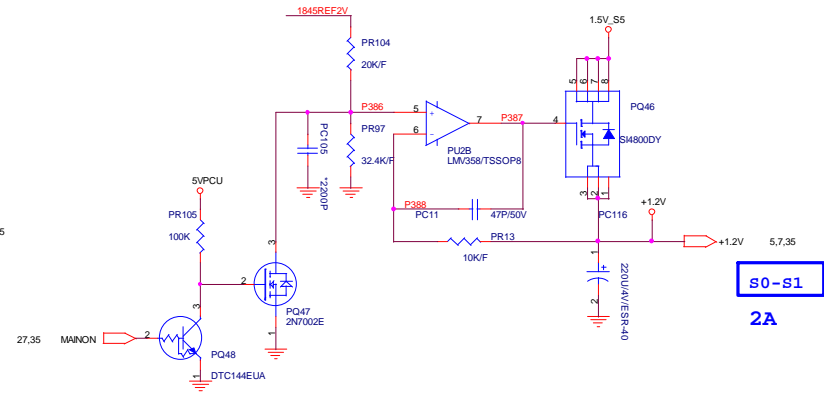 1845REF2V
PR104
20K/F
P386
PC105
*2200P
PR97
32.4K/F
5
+
6
-
7
PU2B
LMV358/TSSOP8
P387
1.5V_S5
5
6
7
8
4
PQ46
SI4800DY
3
2
1
P388
PC11
47P/50V
PR13
10K/F
PC116
+1.2V
+1.2V
5,7,35
1
+
2
220U/4V/ESR-40
S0-S1
2A
5VPCU
PR105
100K
3
2
1
PQ47
2N7002E
5
27,35
MAINON
2
3
1
PQ48
DTC144EUA